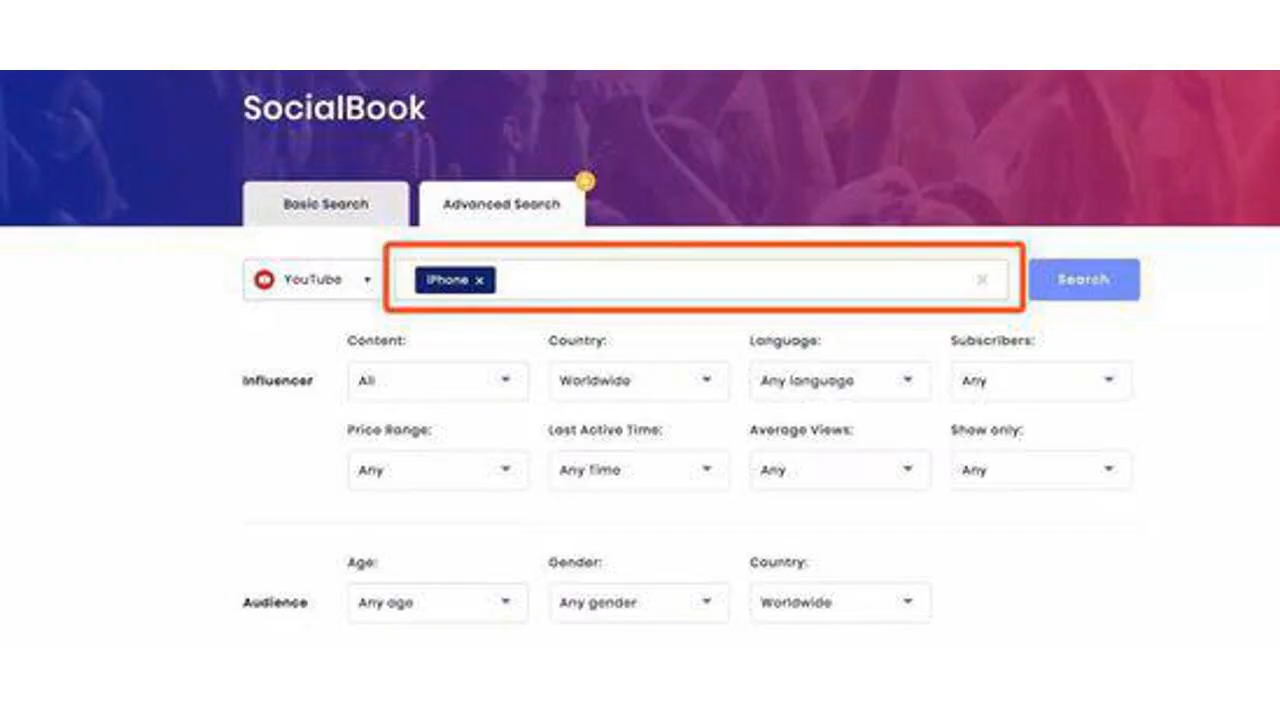 SocialBook
Basic Search Advanced Search
YouTube iPhone x Search
Content: Country: Language: Subscribers:
Influencer All Worldwide Any language Any
Price Range: Last Active Time: Average Views: Show only:
Any Any Time Any Any
Age: Gender: Country:
Audience Any age Any gender Worldwide